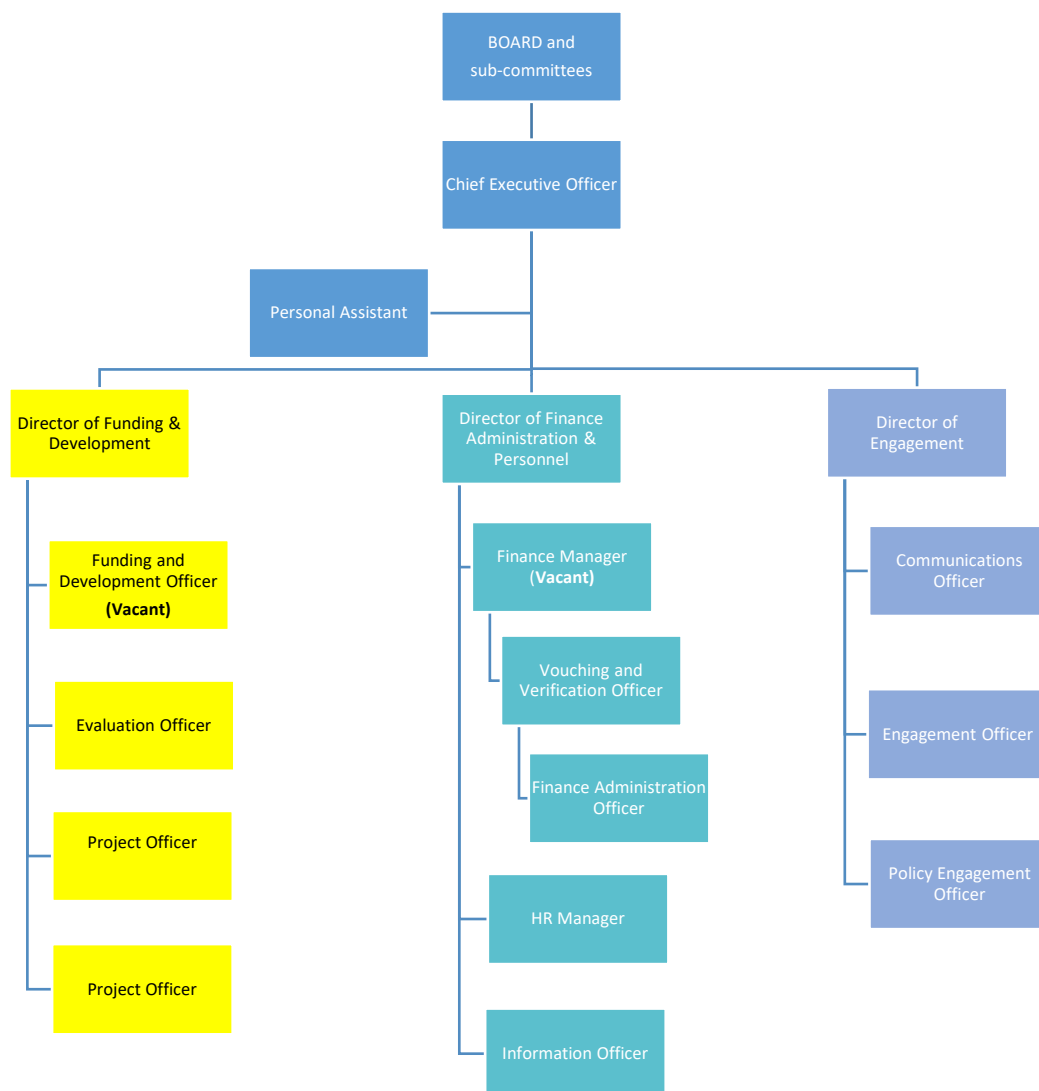 BOARD and
sub-committees
Chief Executive Officer
Personal Assistant
Director of Funding &
Development
Director of Finance
Administration &
Personnel
Director of
Engagement
Funding and
Development Officer
(Vacant)
Evaluation Officer
Project Officer
Project Officer
Finance Manager
(Vacant)
Vouching and
Verification Officer
Finance Administration
Officer
HR Manager
Information Officer
Communications
Officer
Engagement Officer
Policy Engagement
Officer